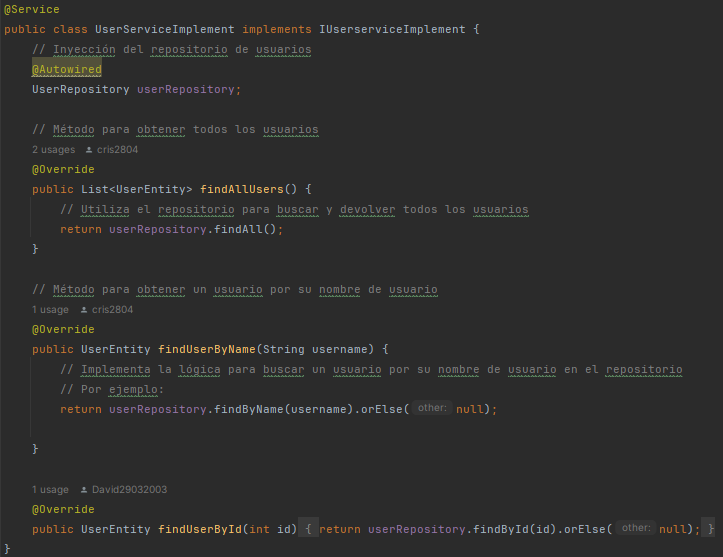 @Service
public class UserServiceImplement implements IUserserviceImplement {
// Inyección del repositorio de usuarios
@Autowired
UserRepository userRepository;
// Método para obtener todos los usuarios
2 usages cris2804
@Override
public List<UserEntity> findAllUsers() {
// Utiliza el repositorio para buscar y devolver todos los usuarios
return userRepository.findAll();
}
// Método para obtener un usuario por su nombre de usuario
1 usage cris2804
@Override
public UserEntity findUserByName(String username) {
// Implementa la lógica para buscar un usuario por su nombre de usuario en el repositorio
// Por ejemplo:
return userRepository.findByName(username).orElse( other: null);
}
1 usage David29032003
@Override
public UserEntity findUserById(int id) { return userRepository.findById(id).orElse( other: null); }
}